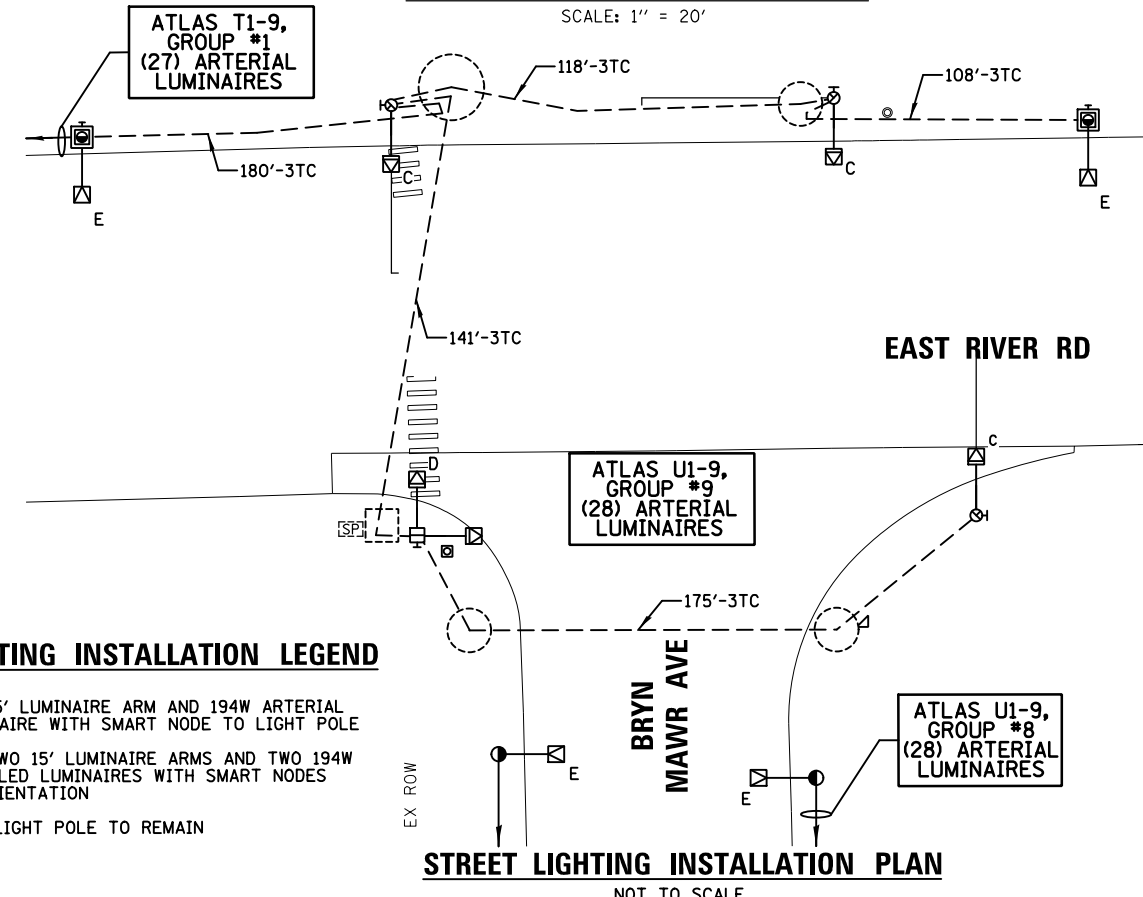 SCALE: 1" = 20'
ATLAS T1-9,
GROUP #1
(27) ARTERIAL
LUMINAIRES
118'-3TC
108'-3TC
180'-3TC
C
C
E
E
141'-3TC
EAST RIVER RD
C
D
ATLAS U1-9,
GROUP #9
(28) ARTERIAL
LUMINAIRES
SP
175'-3TC
TING INSTALLATION LEGEND
5' LUMINAIRE ARM AND 194W ARTERIAL
AIRE WITH SMART NODE TO LIGHT POLE
WO 15' LUMINAIRE ARMS AND TWO 194W
LED LUMINAIRES WITH SMART NODES
IENTATION
LIGHT POLE TO REMAIN
BRYN
MAWR AVE
ATLAS U1-9,
GROUP #8
(28) ARTERIAL
LUMINAIRES
E
E
EX ROW
STREET LIGHTING INSTALLATION PLAN
NOT TO SCALE